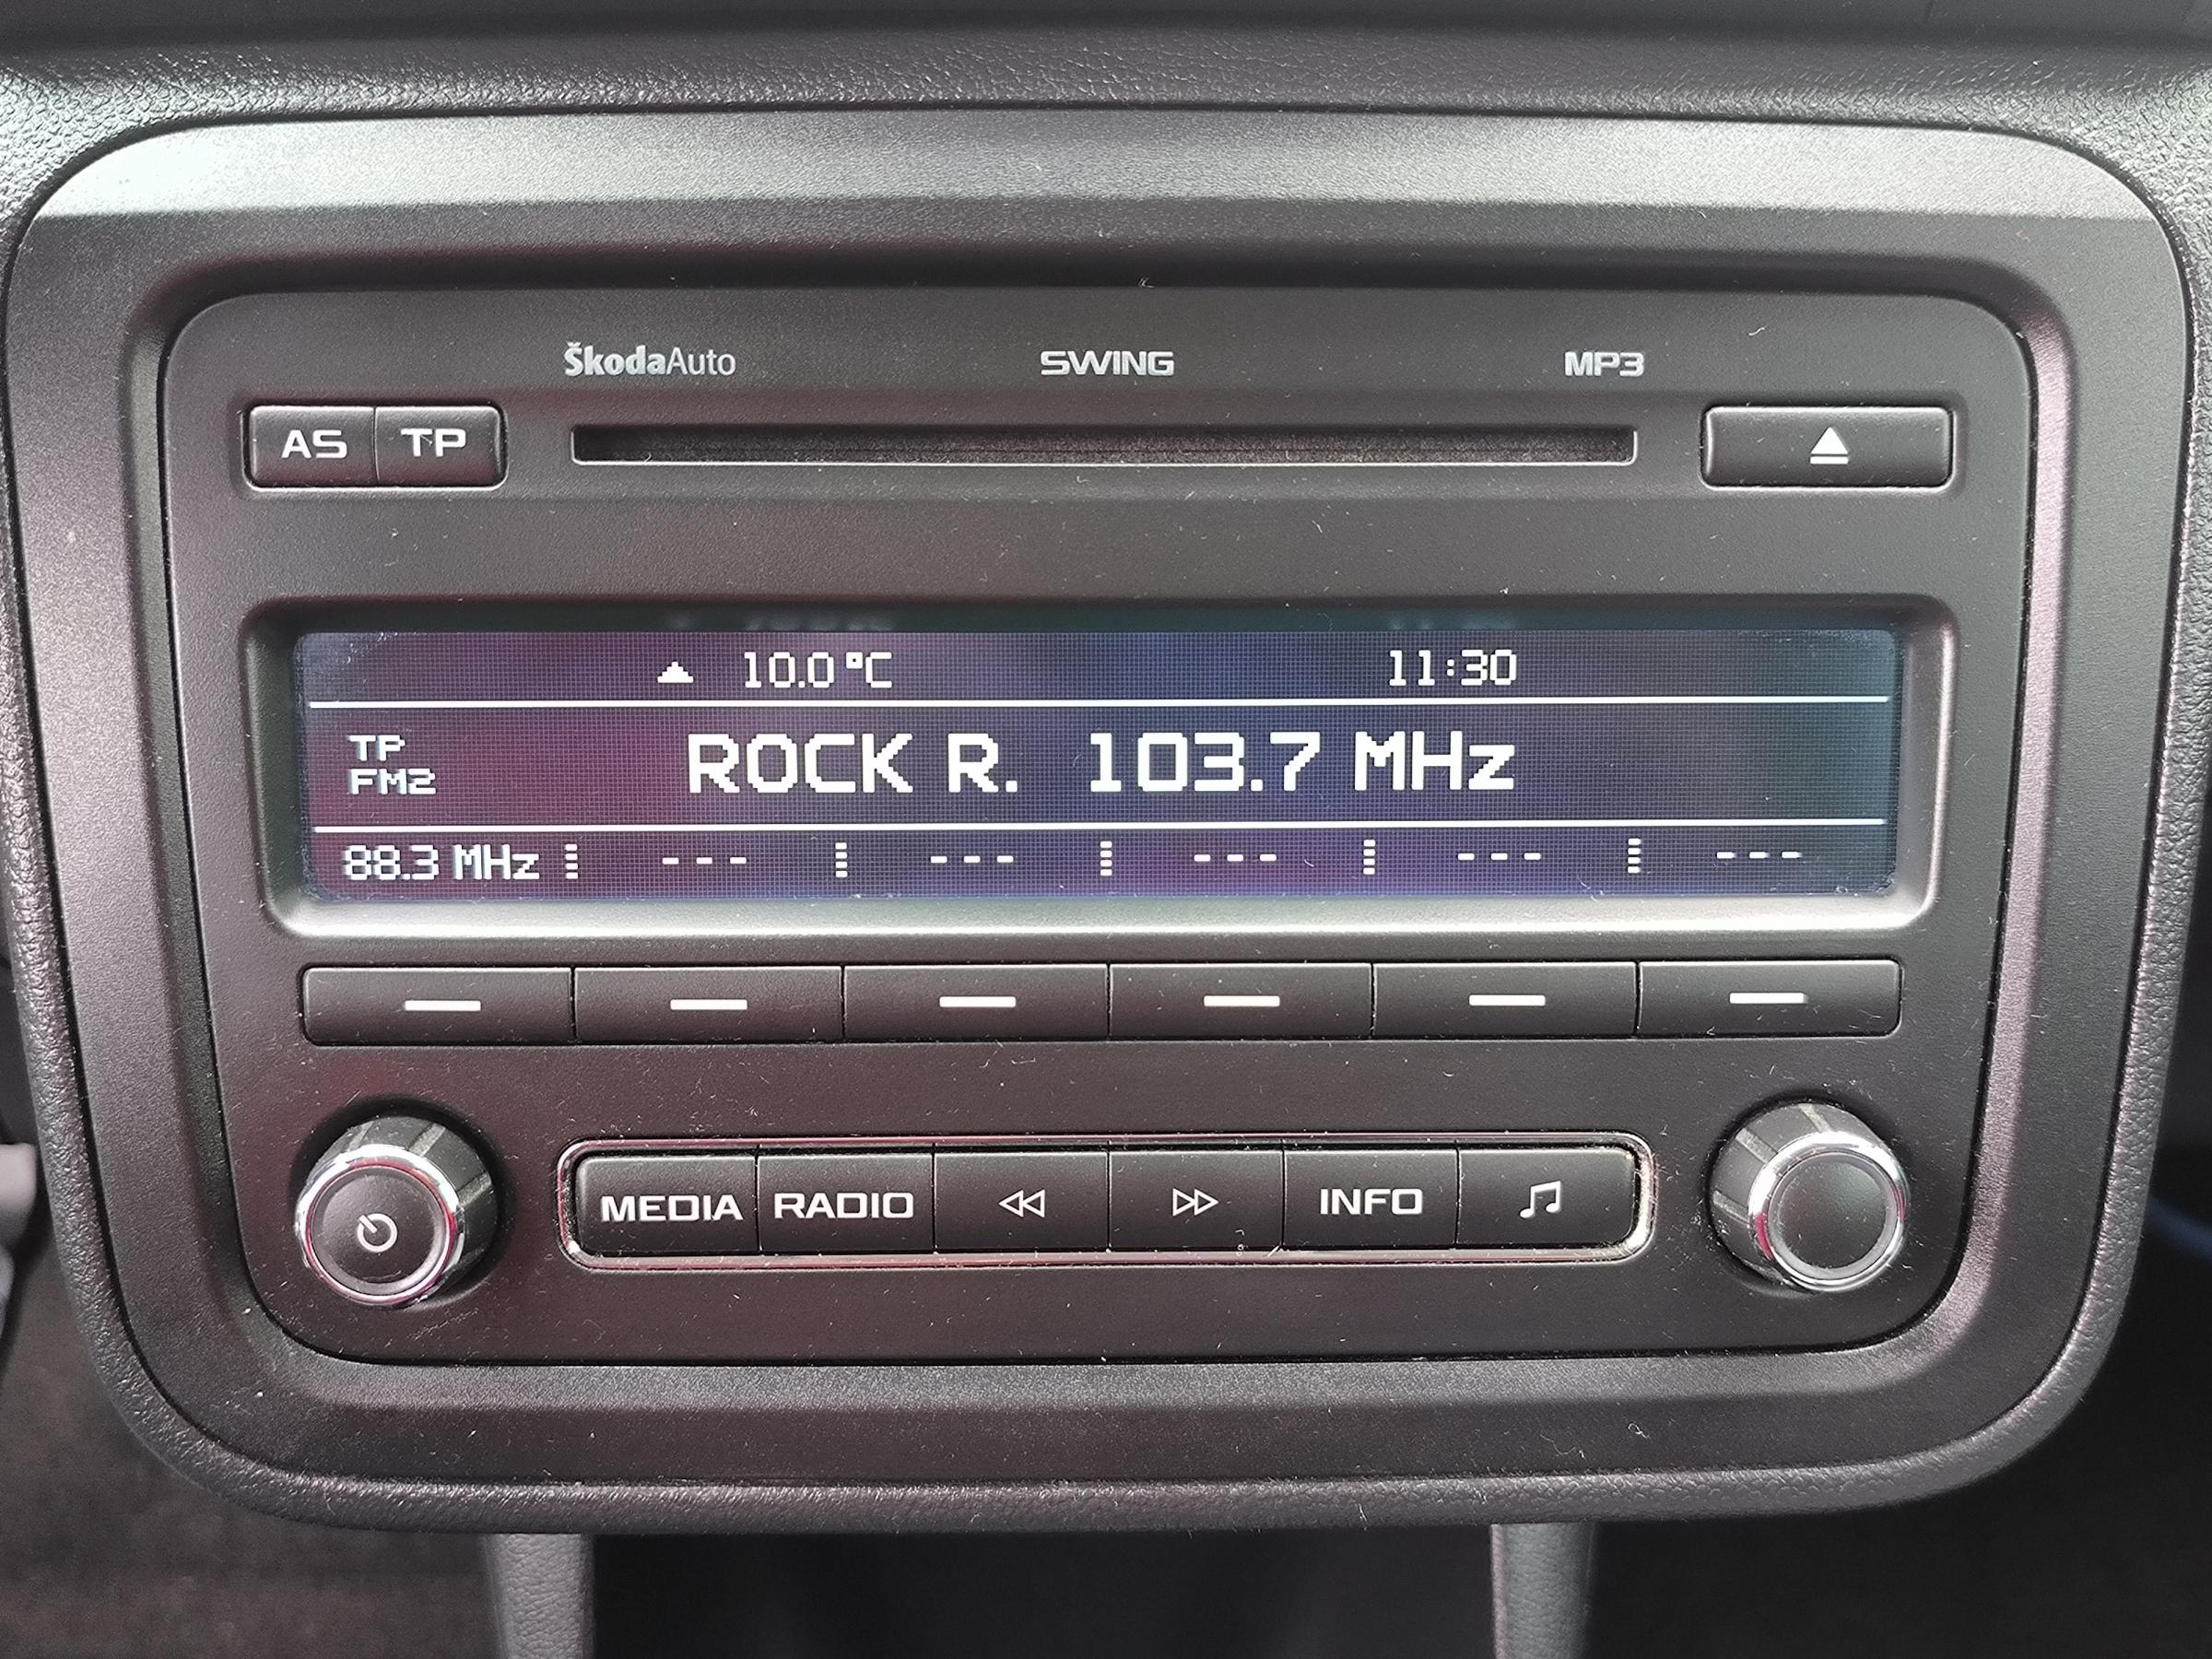 ŠkodaAuto SWING MP3
AS TP
10.0 °C 11:30
TP
FM2
ROCK R. 103.7 MHz
88.3 MHz --- --- --- --- ---
MEDIA RADIO INFO